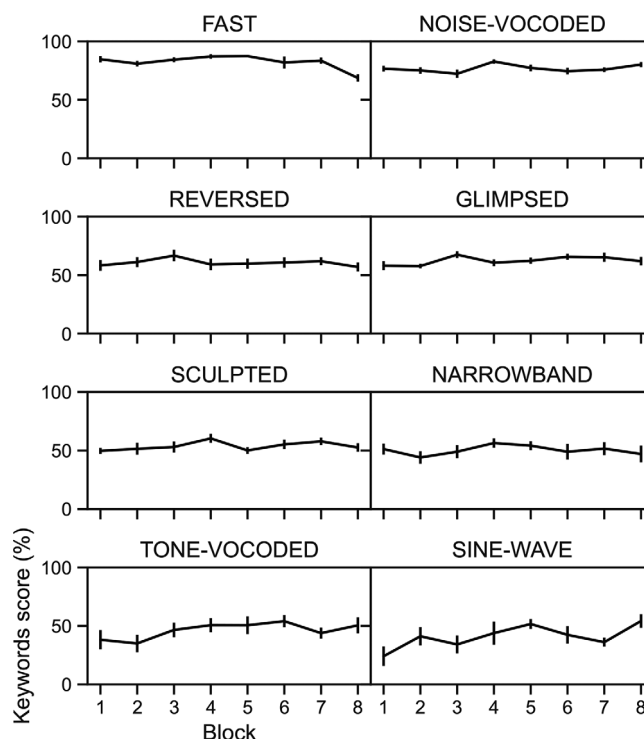 FAST NOISE-VOCODED
100
50
0
REVERSED GLIMPSED
100
50
0
SCULPTED NARROWBAND
100
50
0
TONE-VOCODED SINE-WAVE
100
50
0
1 2 3 4 5 6 7 8 1 2 3 4 5 6 7 8
Block
Keywords score (%)